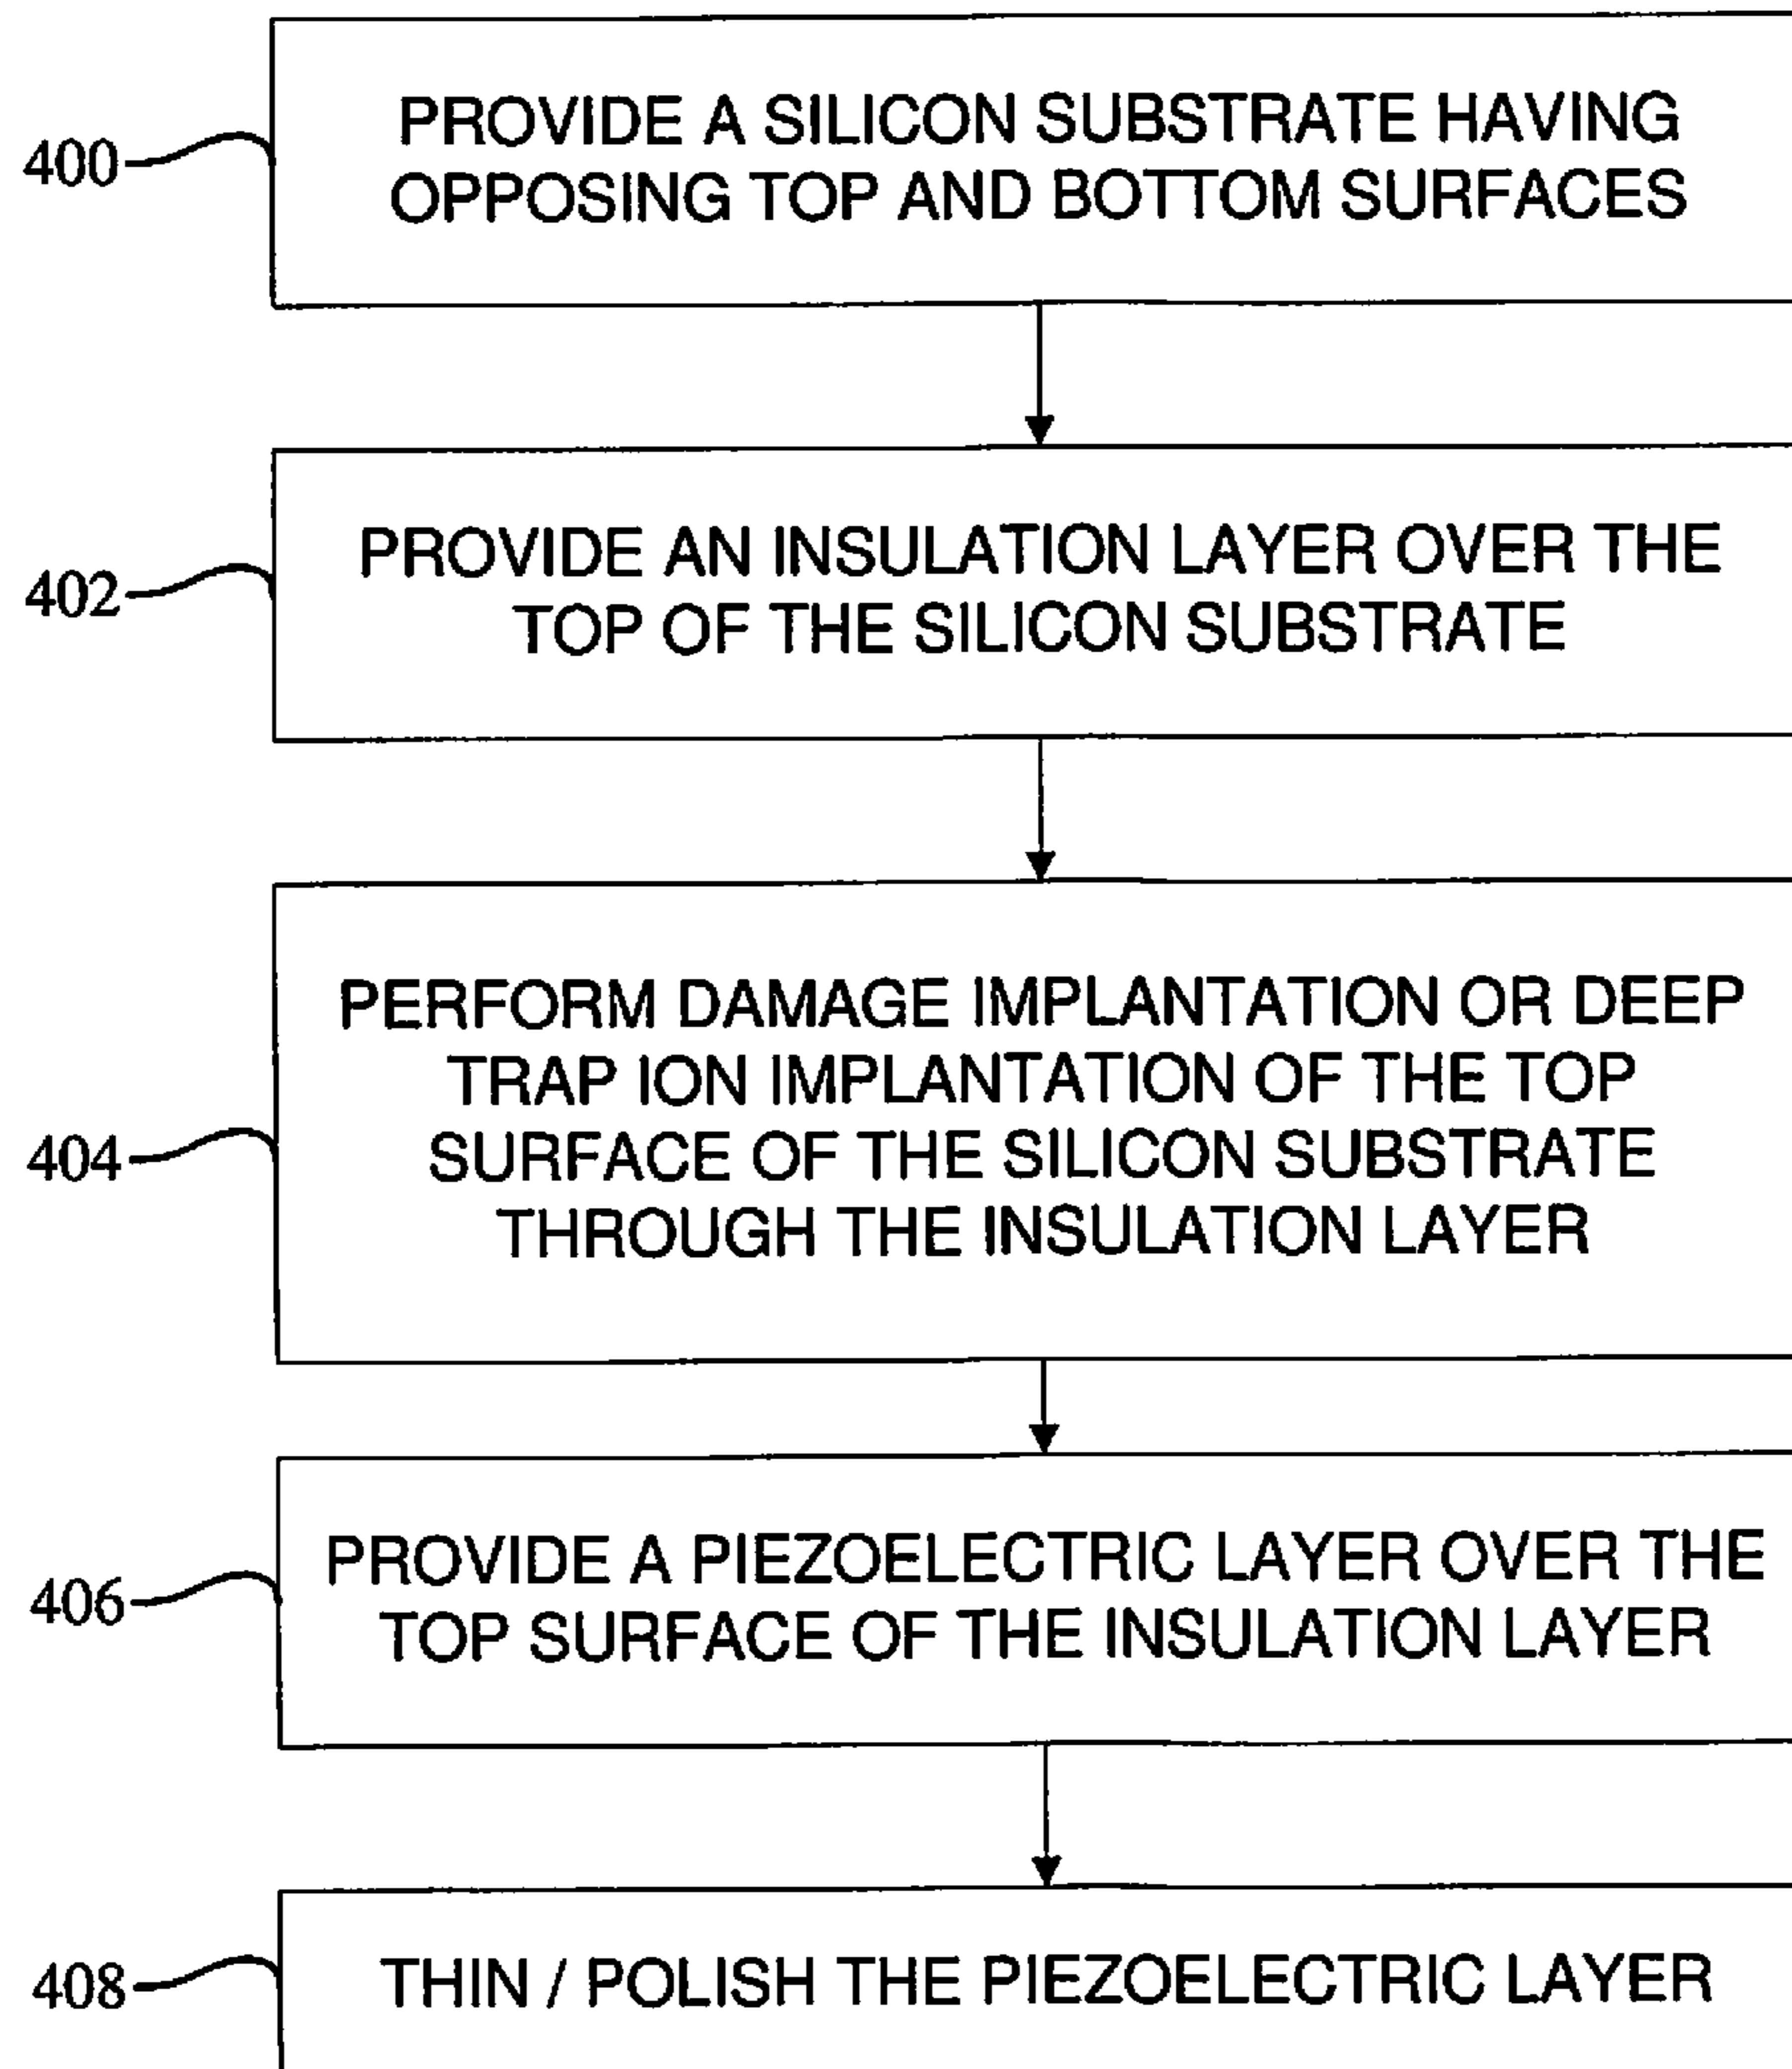 400
PROVIDE A SILICON SUBSTRATE HAVING
OPPOSING TOP AND BOTTOM SURFACES
402
PROVIDE AN INSULATION LAYER OVER THE
TOP OF THE SILICON SUBSTRATE
404
PERFORM DAMAGE IMPLANTATION OR DEEP
TRAP ION IMPLANTATION OF THE TOP
SURFACE OF THE SILICON SUBSTRATE
THROUGH THE INSULATION LAYER
406
PROVIDE A PIEZOELECTRIC LAYER OVER THE
TOP SURFACE OF THE INSULATION LAYER
408
THIN / POLISH THE PIEZOELECTRIC LAYER